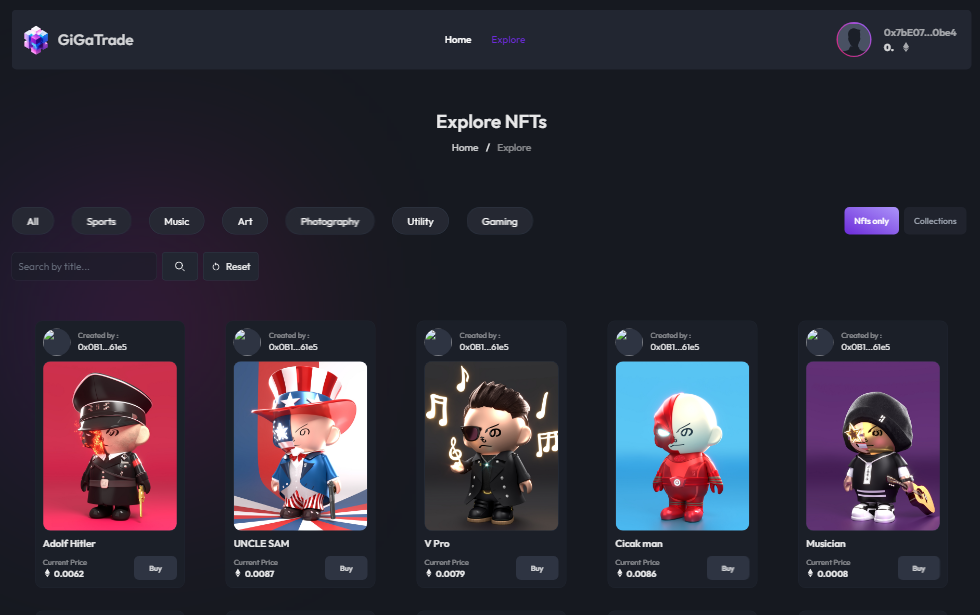 GiGaTrade
Home Explore
0x7bE07...0be4
0.
Explore NFTs
Home / Explore
All Sports Music Art Photography Utility Gaming Nfts only Collections
Search by title... Reset
Created by : Created by : Created by : Created by : Created by :
0x0B1...61e5 0x0B1...61e5 0x0B1...61e5 0x0B1...61e5 0x0B1...61e5
Adolf Hitler UNCLE SAM V Pro Cicak man Musician
Current Price Current Price Current Price Current Price Current Price
0.0062 Buy 0.0087 Buy 0.0079 Buy 0.0086 Buy 0.0008 Buy